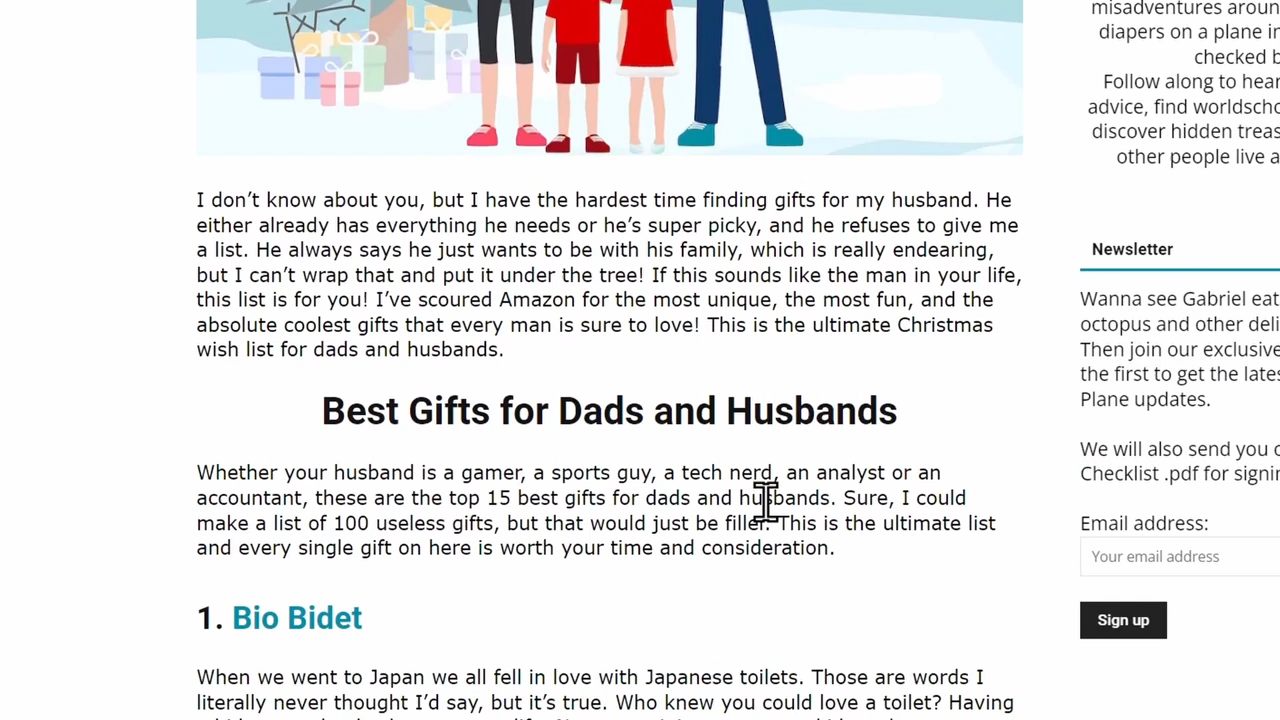 I don’t know about you, but I have the hardest time finding gifts for my husband. He
either already has everything he needs or he’s super picky, and he refuses to give me
a list. He always says he just wants to be with his family, which is really endearing,
but I can’t wrap that and put it under the tree! If this sounds like the man in your life,
this list is for you! I’ve scoured Amazon for the most unique, the most fun, and the
absolute coolest gifts that every man is sure to love! This is the ultimate Christmas
wish list for dads and husbands.
Best Gifts for Dads and Husbands
Whether your husband is a gamer, a sports guy, a tech nerd, an analyst or an
accountant, these are the top 15 best gifts for dads and husbands. Sure, I could
make a list of 100 useless gifts, but that would just be filler. This is the ultimate list
and every single gift on here is worth your time and consideration.
1. Bio Bidet
When we went to Japan we all fell in love with Japanese toilets. Those are words I
literally never thought I’d say, but it’s true. Who knew you could love a toilet? Having
misadventures
diapers on a plane
checked
Follow along to hear
advice, find
discover hidden
other people live
Newsletter
Wanna see Gabriel eat
octopus and other
Then join our exclusive
the first to get the
Plane updates.
We will also send you
Checklist .pdf for
Email address:
Your email address
Sign up